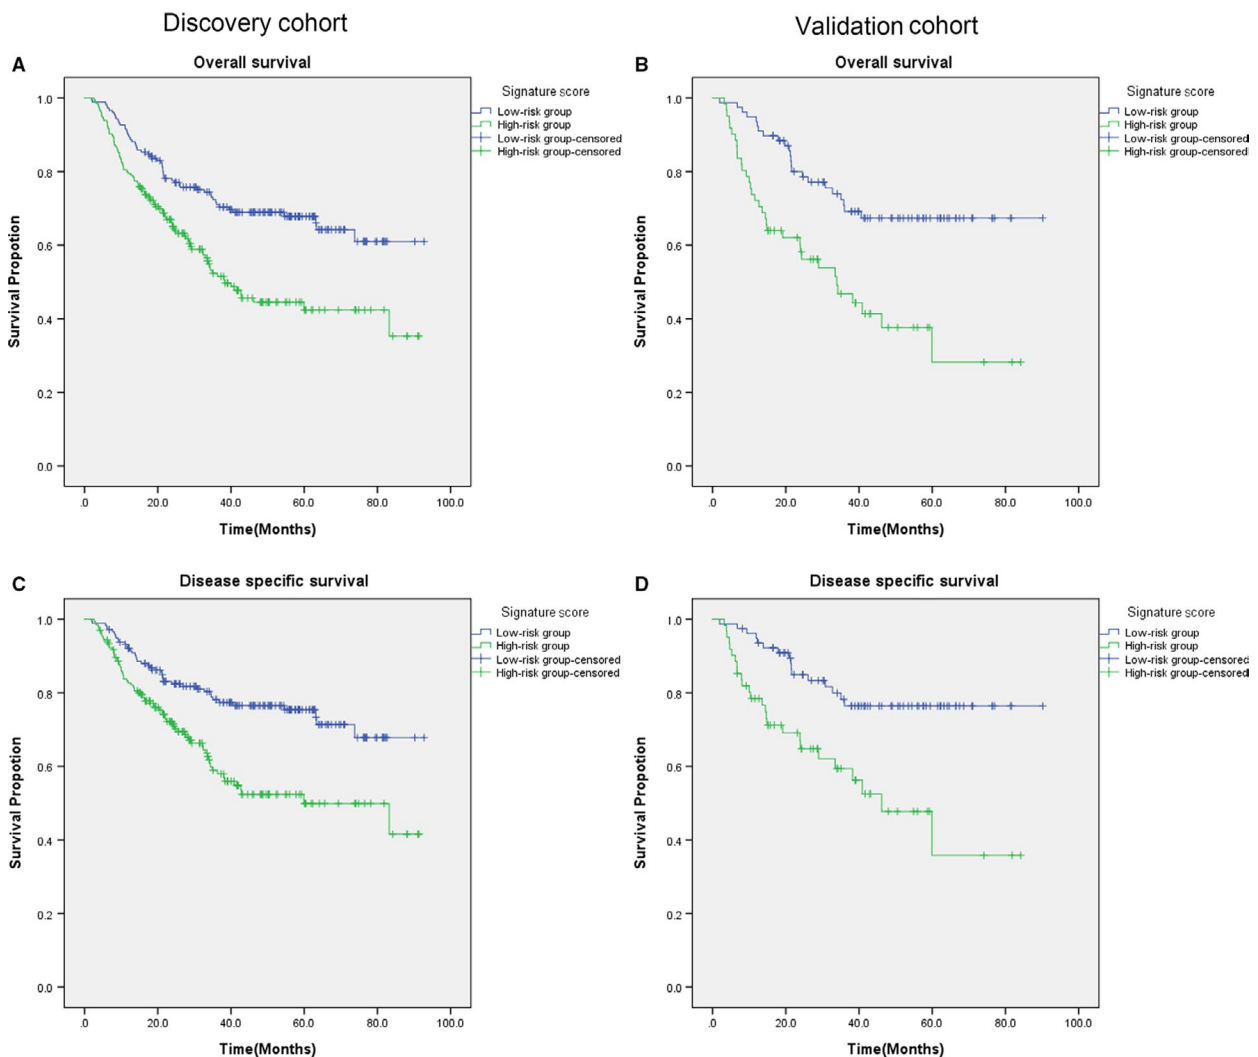 Discovery cohort
Validation cohort
A
Overall survival
Signature score
Low-risk group
High-risk group
Low-risk group-censored
High-risk group-censored
Survival Propotion
1.0
0.8
0.6
0.4
0.2
0.0
.0 20.0 40.0 60.0 80.0 100.0
Time(Months)
B
Overall survival
Signature score
Low-risk group
High-risk group
Low-risk group-censored
High-risk group-censored
Survival Propotion
1.0
0.8
0.6
0.4
0.2
0.0
.0 20.0 40.0 60.0 80.0 100.0
Time(Months)
C
Disease specific survival
Signature score
Low-risk group
High-risk group
Low-risk group-censored
High-risk group-censored
Survival Propotion
1.0
0.8
0.6
0.4
0.2
0.0
.0 20.0 40.0 60.0 80.0 100.0
Time(Months)
D
Disease specific survival
Signature score
Low-risk group
High-risk group
Low-risk group-censored
High-risk group-censored
Survival Propotion
1.0
0.8
0.6
0.4
0.2
0.0
.0 20.0 40.0 60.0 80.0 100.0
Time(Months)